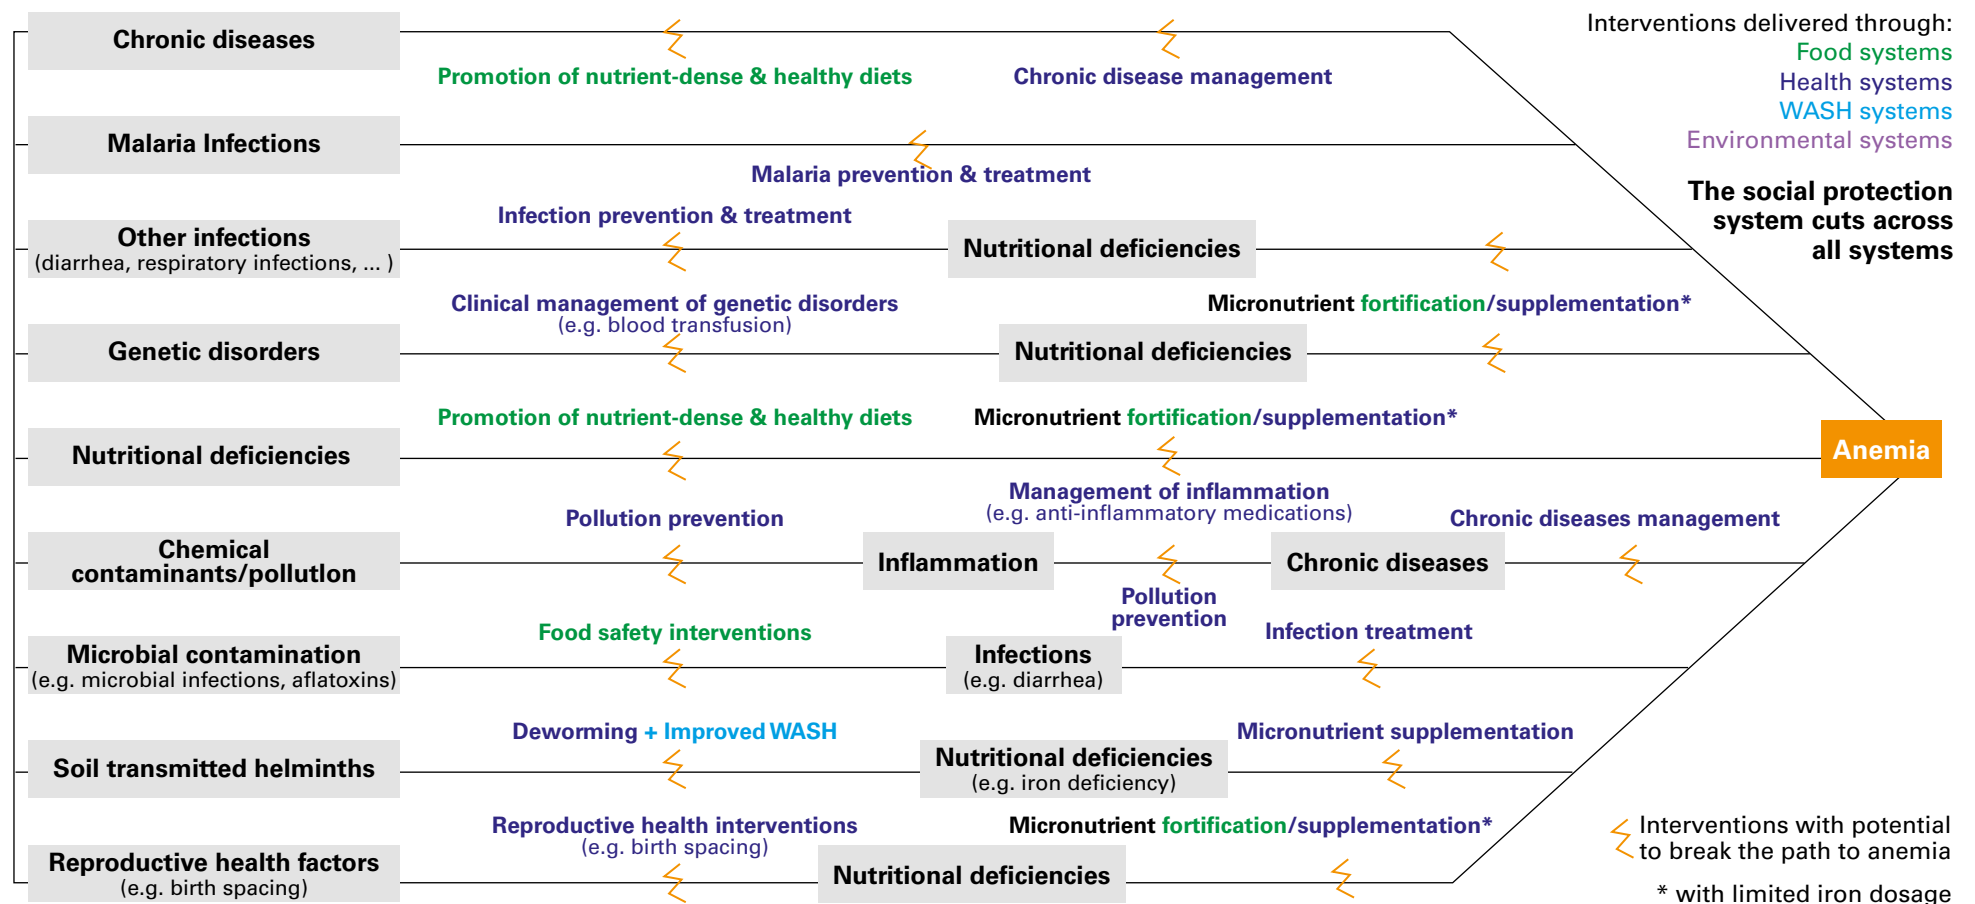 Chronic diseases
Promotion of nutrient-dense & healthy diets
Chronic disease management
Interventions delivered through:
Food systems
Health systems
WASH systems
Environmental systems
The social protection
system cuts across
all systems
Malaria Infections
Malaria prevention & treatment
Infection prevention & treatment
Other infections
(diarrhea, respiratory infections, ... )
Nutritional deficiencies
Clinical management of genetic disorders
(e.g. blood transfusion)
Micronutrient fortification/supplementation*
Genetic disorders
Nutritional deficiencies
Promotion of nutrient-dense & healthy diets
Micronutrient fortification/supplementation*
Nutritional deficiencies
Anemia
Pollution prevention
Management of inflammation
(e.g. anti-inflammatory medications)
Chronic diseases management
Chemical
contaminants/pollutlon
Inflammation
Chronic diseases
Pollution
prevention
Food safety interventions
Infection treatment
Microbial contamination
(e.g. microbial infections, aflatoxins)
Infections
(e.g. diarrhea)
Deworming + Improved WASH
Micronutrient supplementation
Soil transmitted helminths
Nutritional deficiencies
(e.g. iron deficiency)
Reproductive health interventions
(e.g. birth spacing)
Micronutrient fortification/supplementation*
Reproductive health factors
(e.g. birth spacing)
Nutritional deficiencies
Interventions with potential
to break the path to anemia
* with limited iron dosage